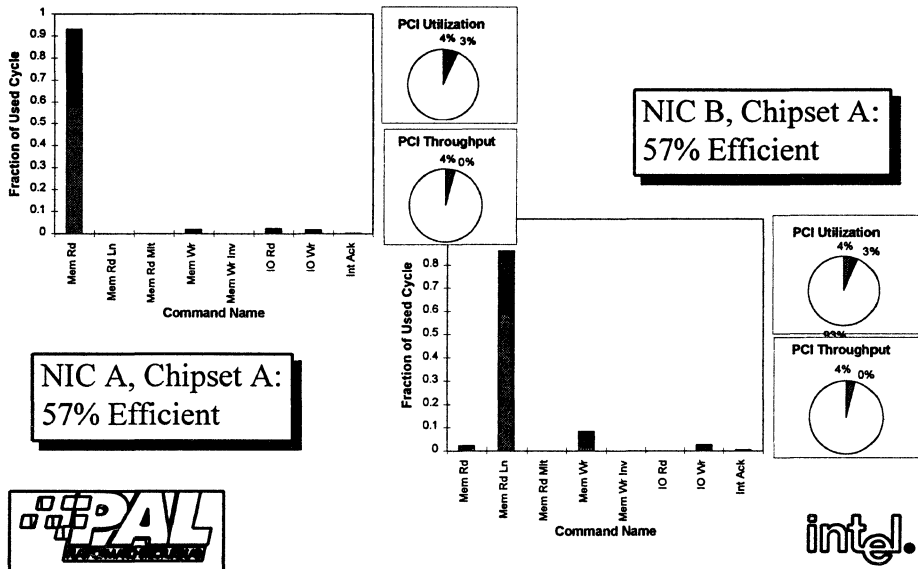 PCI Utilization
4% 3%
PCI Throughput
4% 0%
Fraction of Used Cycle
1
0.9
0.8
0.7
0.6
0.5
0.4
0.3
0.2
0.1
0
Mem Rd
Mem Rd Ln
Mem Rd Mlt
Mem Wr
Mem Wr Inv
IO Rd
IO Wr
Int Ack
Command Name
NIC B, Chipset A:
57% Efficient
NIC A, Chipset A:
57% Efficient
Fraction of Used Cycle
0.8
0.7
0.6
0.5
0.4
0.3
0.2
0.1
0
Mem Rd
Mem Rd Ln
Mem Rd Mlt
Mem Wr
Mem Wr Inv
IO Rd
IO Wr
Int Ack
Command Name
PCI Utilization
4% 3%
93%
PCI Throughput
4% 0%
PAL
intel.